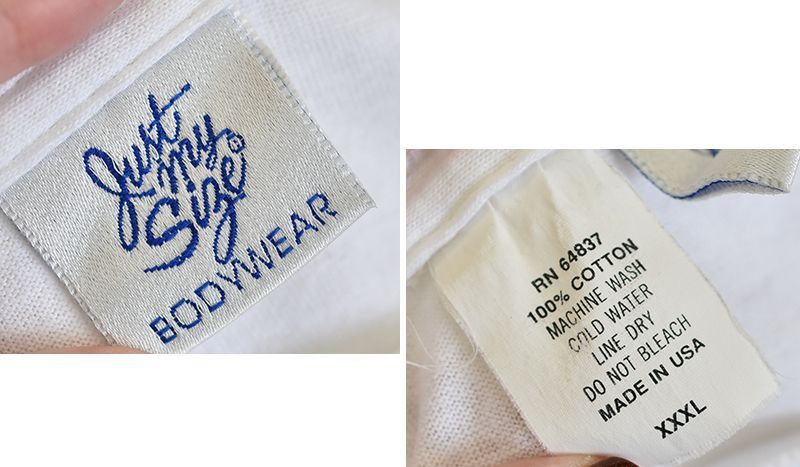 Just
my
Size®
BODYWEAR
RN 64837
100% COTTON
MACHINE WASH
COLD WATER
LINE DRY
DO NOT BLEACH
MADE IN USA
XXXL